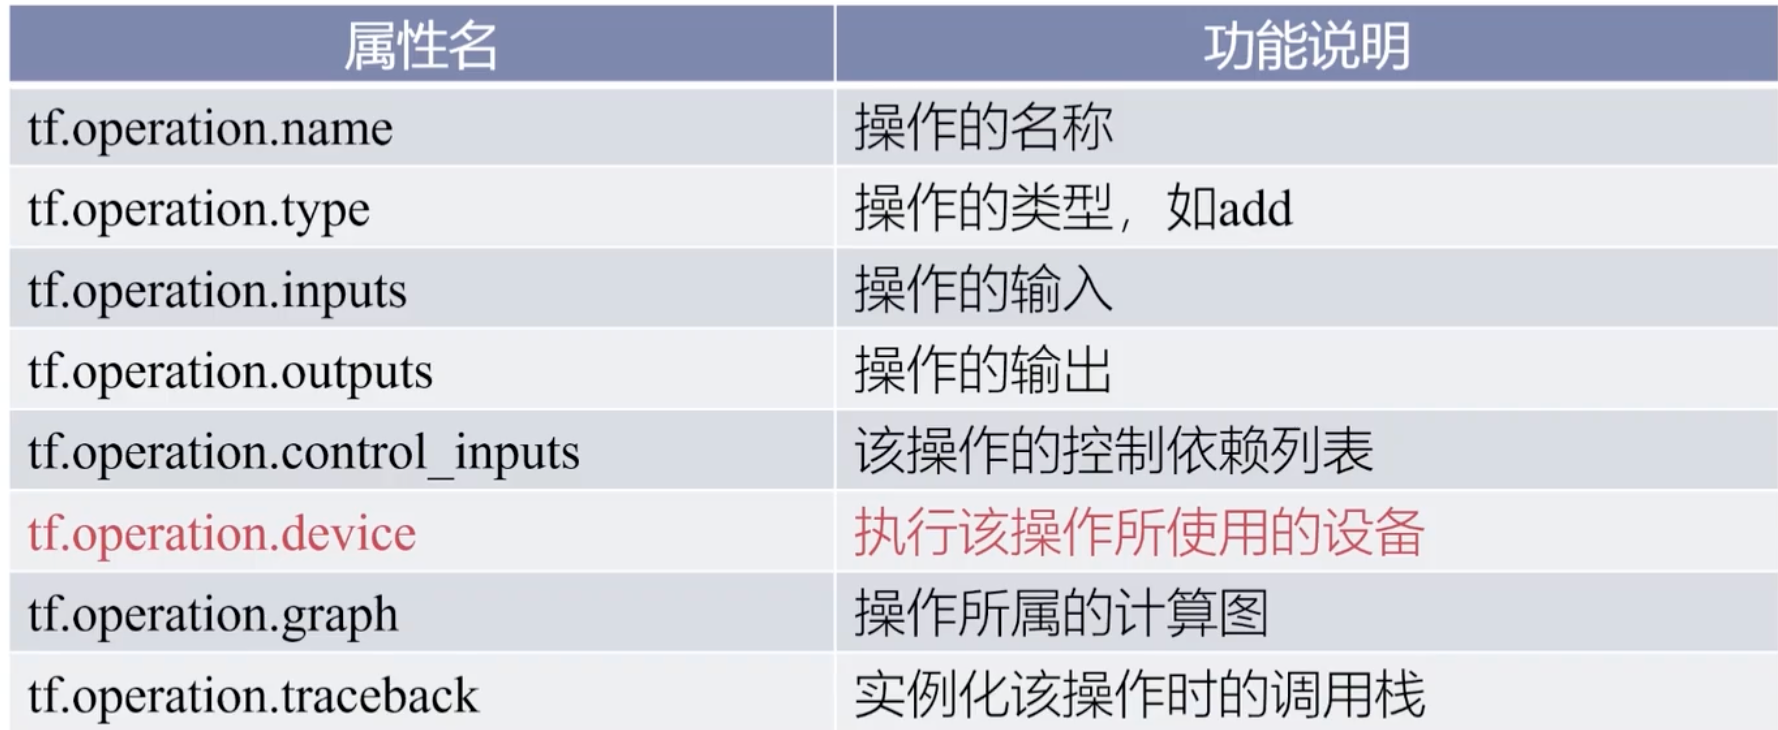 属性名 功能说明
tf.operation.name 操作的名称
tf.operation.type 操作的类型，如add
tf.operation.inputs 操作的输入
tf.operation.outputs 操作的输出
tf.operation.control_inputs 该操作的控制依赖列表
tf.operation.device 执行该操作所使用的设备
tf.operation.graph 操作所属的计算图
tf.operation.traceback 实例化该操作时的调用栈